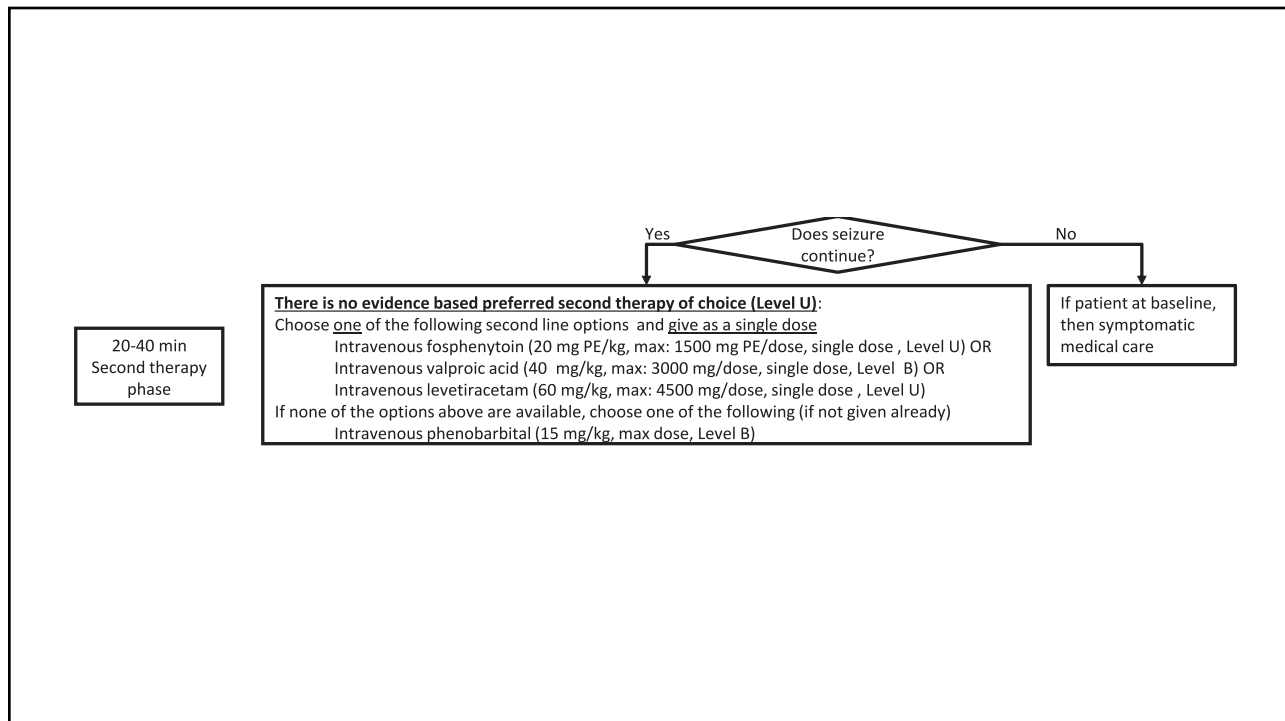 Yes
Does seizure
continue?
No
20-40 min
Second therapy
phase
There is no evidence based preferred second therapy of choice (Level U):
Choose one of the following second line options and give as a single dose
Intravenous fosphenytoin (20 mg PE/kg, max: 1500 mg PE/dose, single dose , Level U) OR
Intravenous valproic acid (40 mg/kg, max: 3000 mg/dose, single dose, Level B) OR
Intravenous levetiracetam (60 mg/kg, max: 4500 mg/dose, single dose , Level U)
If none of the options above are available, choose one of the following (if not given already)
Intravenous phenobarbital (15 mg/kg, max dose, Level B)
If patient at baseline,
then symptomatic
medical care